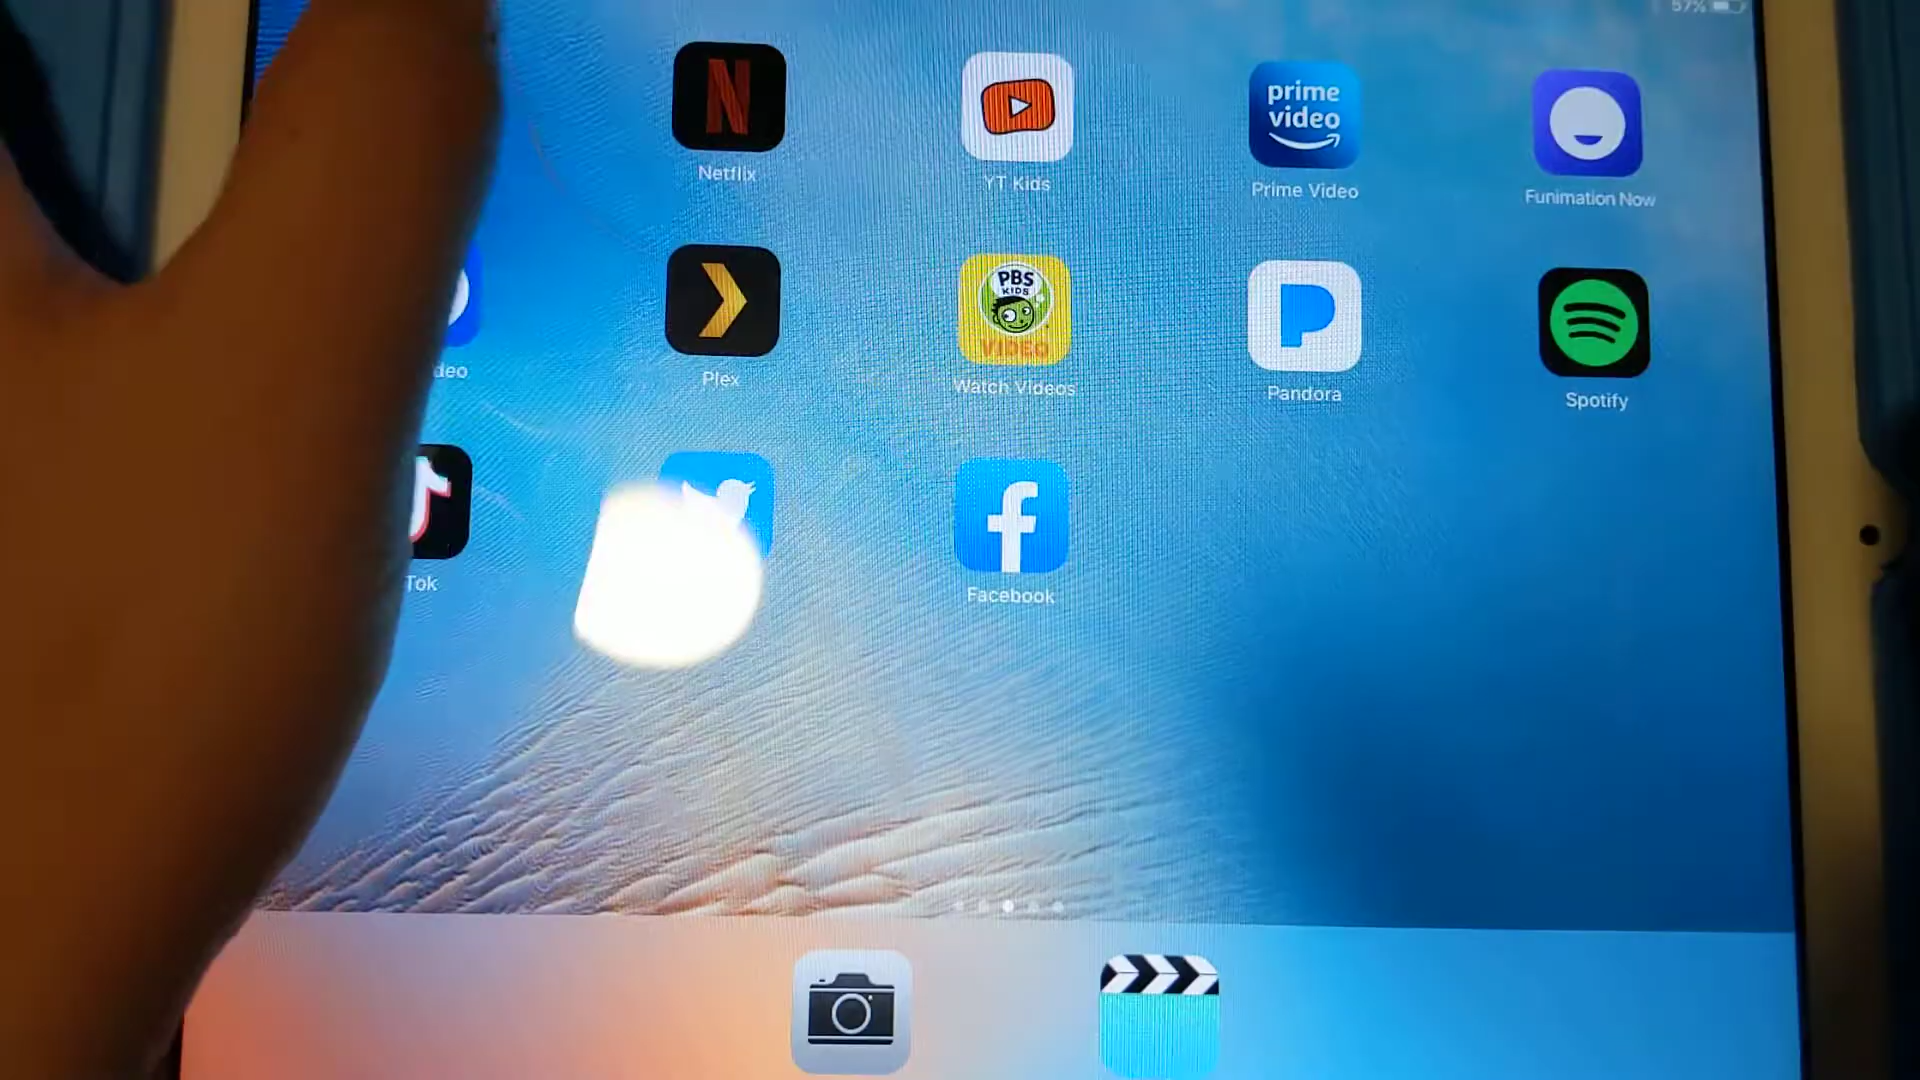 57%
N
prime
video
Netflix
YT Kids
Prime Video
Funimation Now
PBS
KIDS
VIDEO
P
deo
Plex
Watch Videos
Pandora
Spotify
f
Tok
Facebook